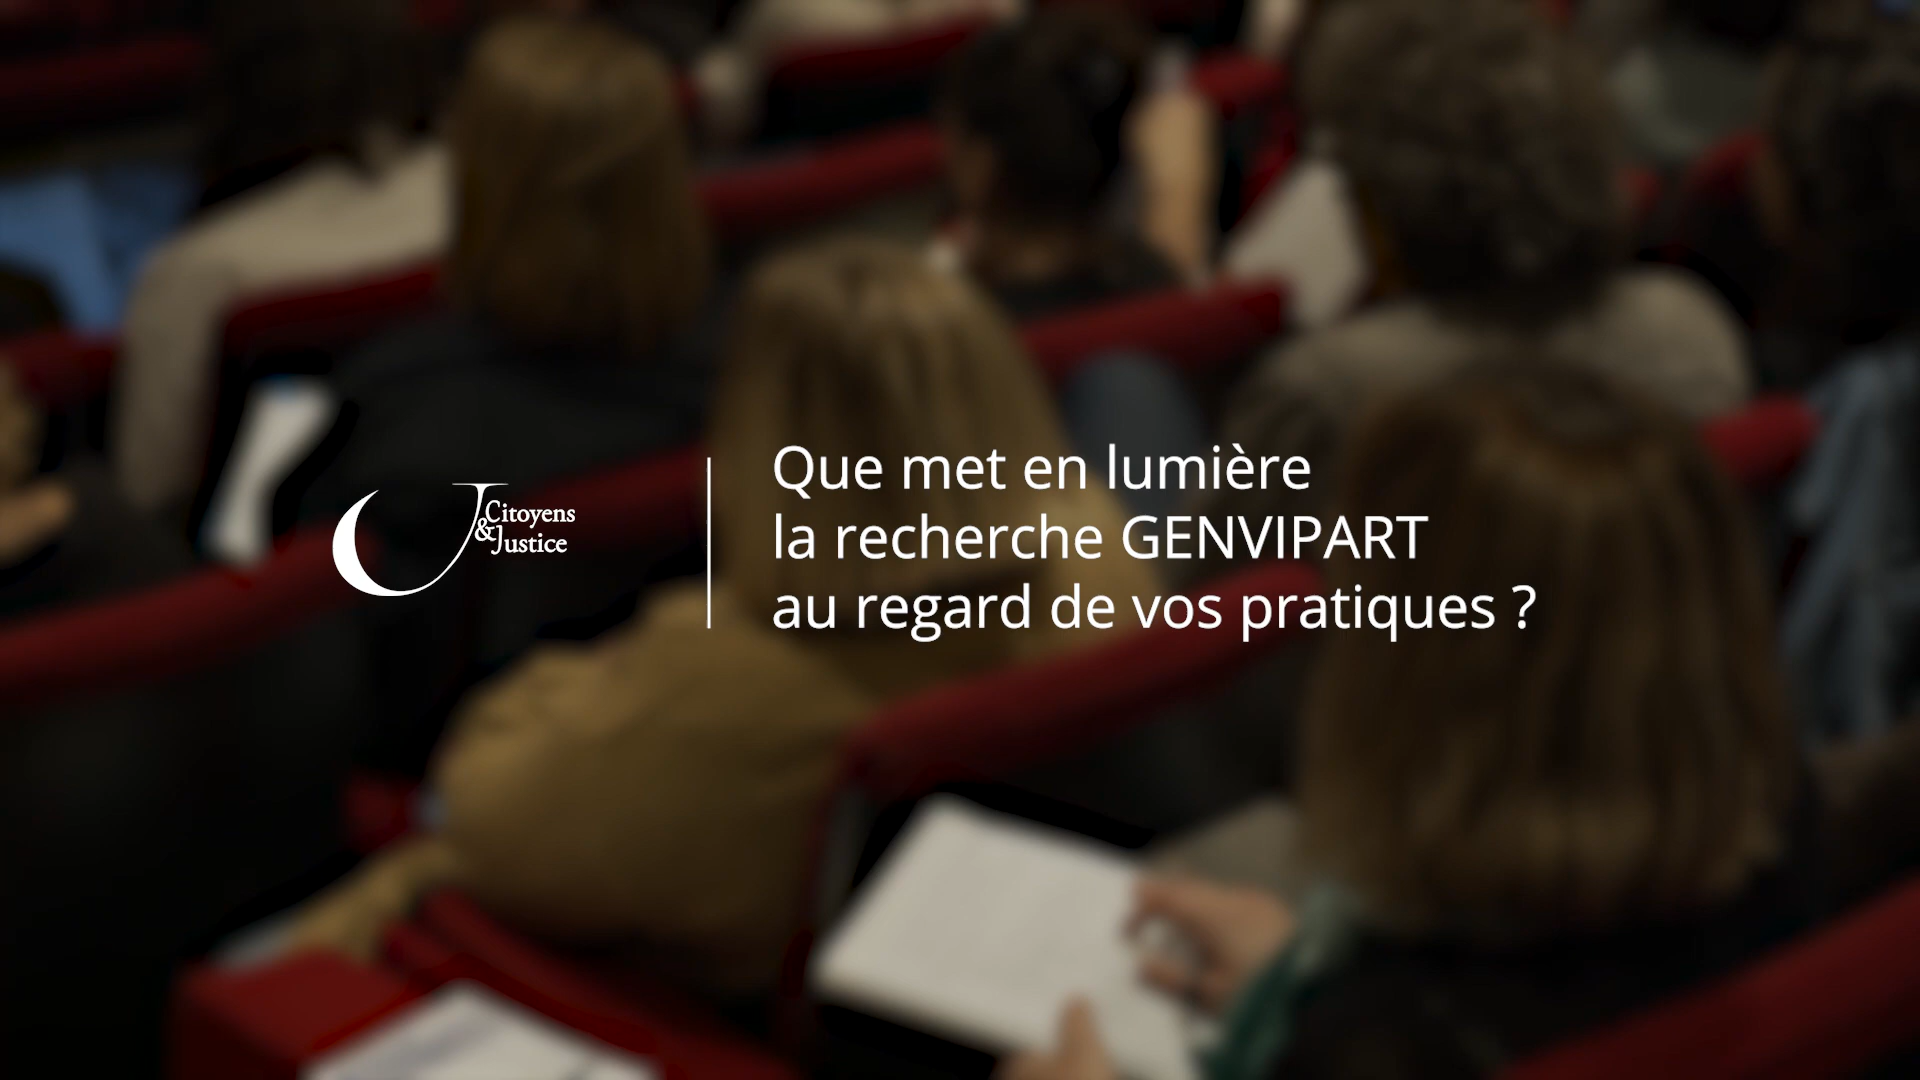 Citoyens
&Justice
Que met en lumière
la recherche GENVIPART
au regard de vos pratiques ?